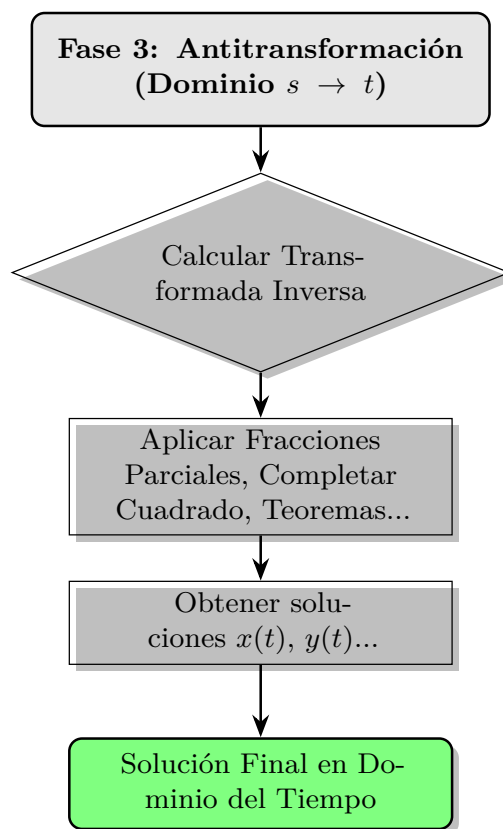 Fase 3: Antitransformación
(Dominio s → t)
Calcular Trans-
formada Inversa
Aplicar Fracciones
Parciales, Completar
Cuadrado, Teoremas...
Obtener solu-
ciones x(t), y(t)...
Solución Final en Do-
minio del Tiempo